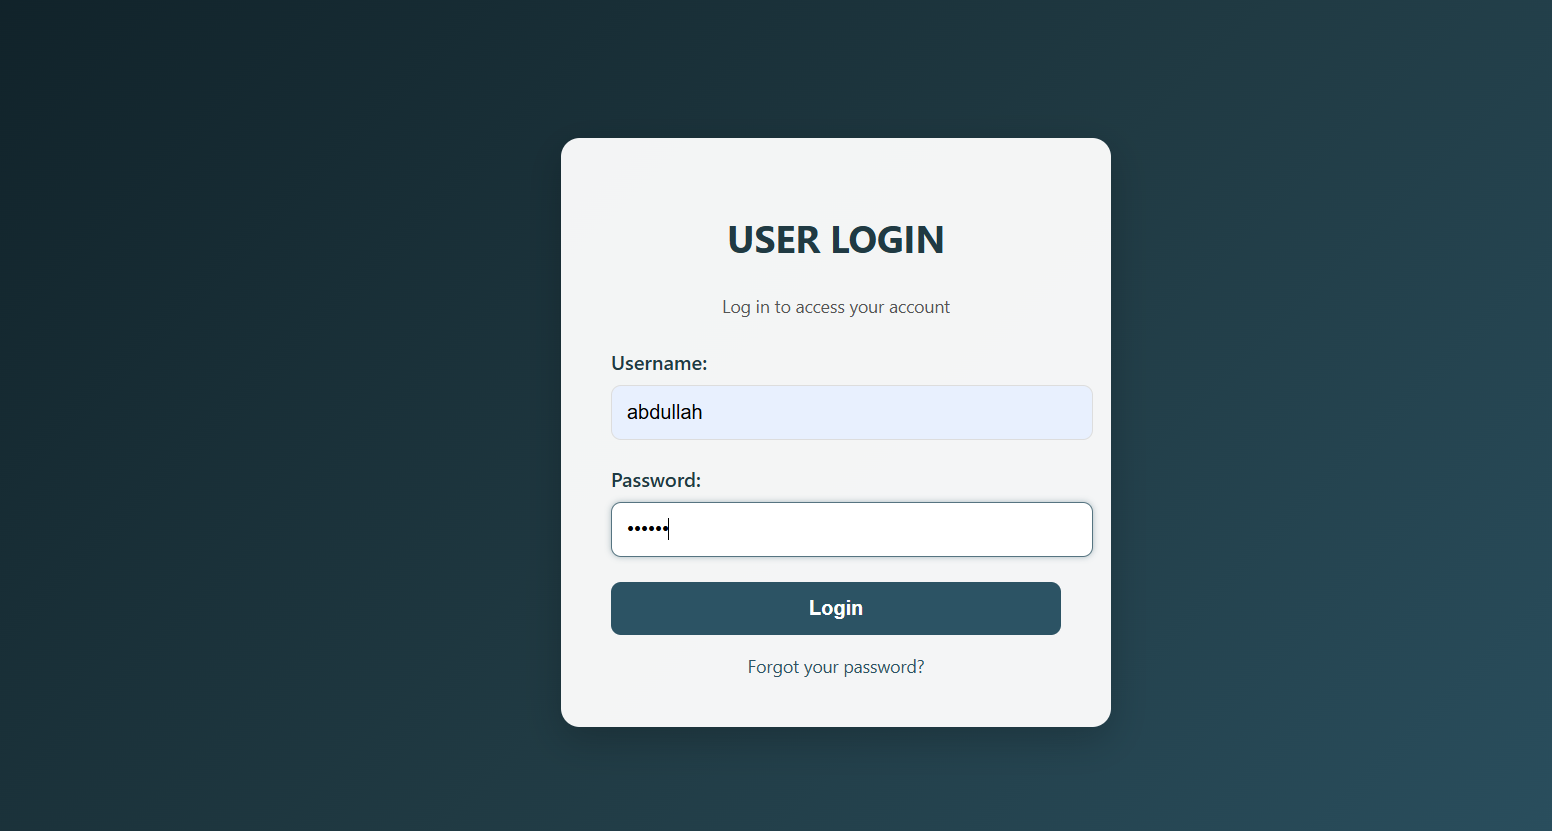 USER LOGIN
Log in to access your account
Username:
abdullah
Password:
••••••
Login
Forgot your password?